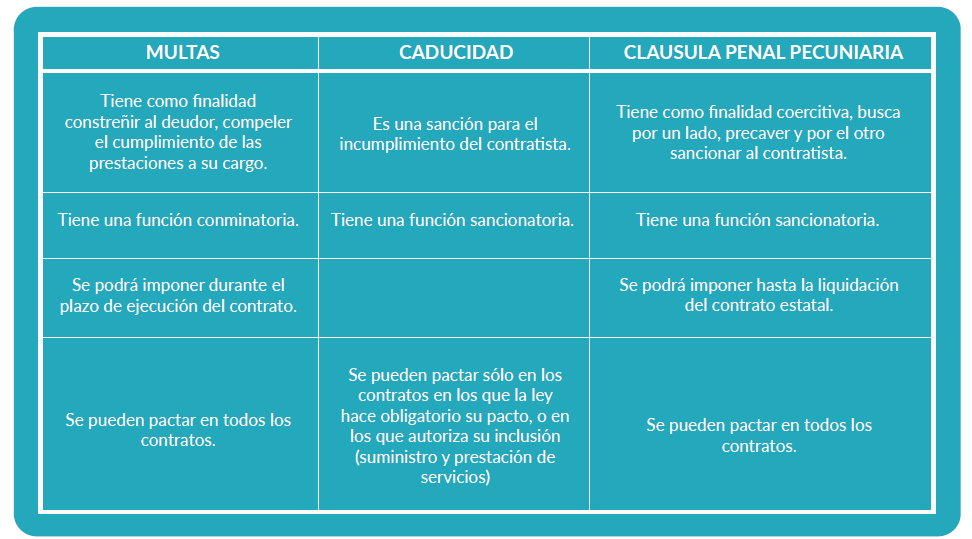 MULTAS
CADUCIDAD
CLAUSULA PENAL PECUNIARIA
Tiene como finalidad
constreñir al deudor, compeler
el cumplimiento de las
prestaciones a su cargo.
Es una sanción para el
incumplimiento del contratista.
Tiene como finalidad coercitiva, busca
por un lado, precaver y por el otro
sancionar al contratista.
Tiene una función conminatoria.
Tiene una función sancionatoria.
Tiene una función sancionatoria.
Se podrá imponer durante el
plazo de ejecución del contrato.
Se podrá imponer hasta la liquidación
del contrato estatal.
Se pueden pactar en todos los
contratos.
Se pueden pactar sólo en los
contratos en los que la ley
hace obligatorio su pacto, o en
los que autoriza su inclusión
(suministro y prestación de
servicios)
Se pueden pactar en todos los
contratos.